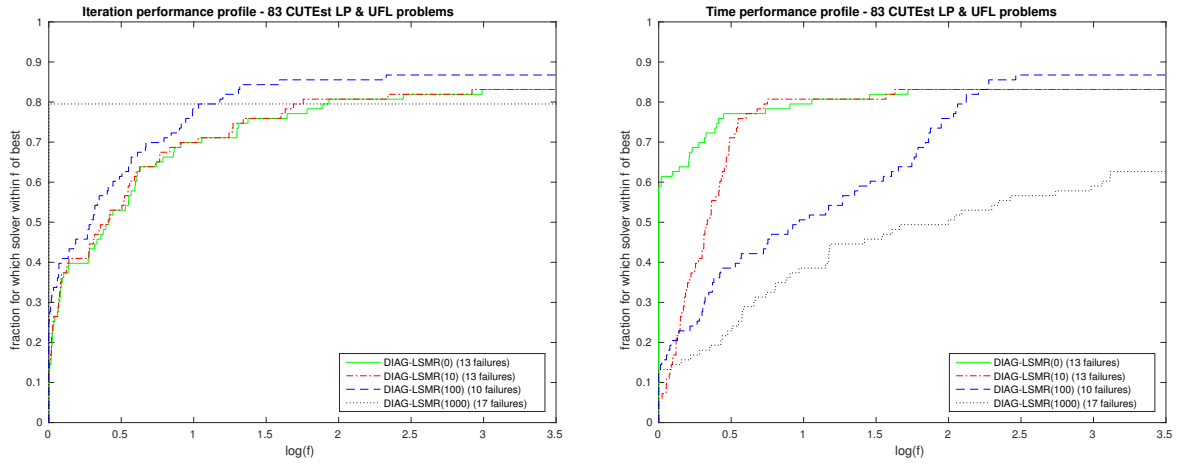 Iteration performance profile - 83 CUTEst LP & UFL problems
fraction for which solver within f of best
1
0.9
0.8
0.7
0.6
0.5
0.4
0.3
0.2
0.1
0
DIAG-LSMR(0) (13 failures)
DIAG-LSMR(10) (13 failures)
DIAG-LSMR(100) (10 failures)
DIAG-LSMR(1000) (17 failures)
0 0.5 1 1.5 2 2.5 3 3.5
log(f)
Time performance profile - 83 CUTEst LP & UFL problems
fraction for which solver within f of best
1
0.9
0.8
0.7
0.6
0.5
0.4
0.3
0.2
0.1
0
DIAG-LSMR(0) (13 failures)
DIAG-LSMR(10) (13 failures)
DIAG-LSMR(100) (10 failures)
DIAG-LSMR(1000) (17 failures)
0 0.5 1 1.5 2 2.5 3 3.5
log(f)